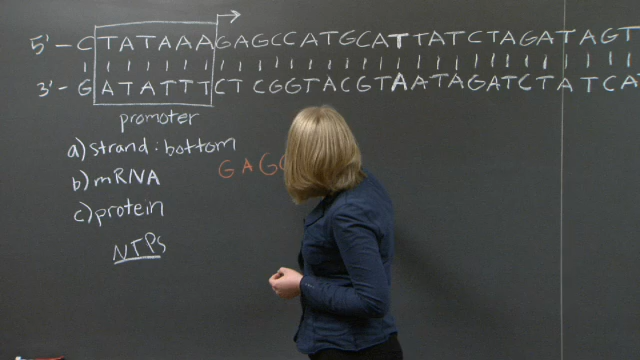 5' - C TATAAA GAGCCATGCATTATCTAGATAGT
3' - G ATATTT CTCGGTACGTAATAGATCTATCA
promoter
a) strand : bottom
b) mRNA
c) protein
GAG
NTPs